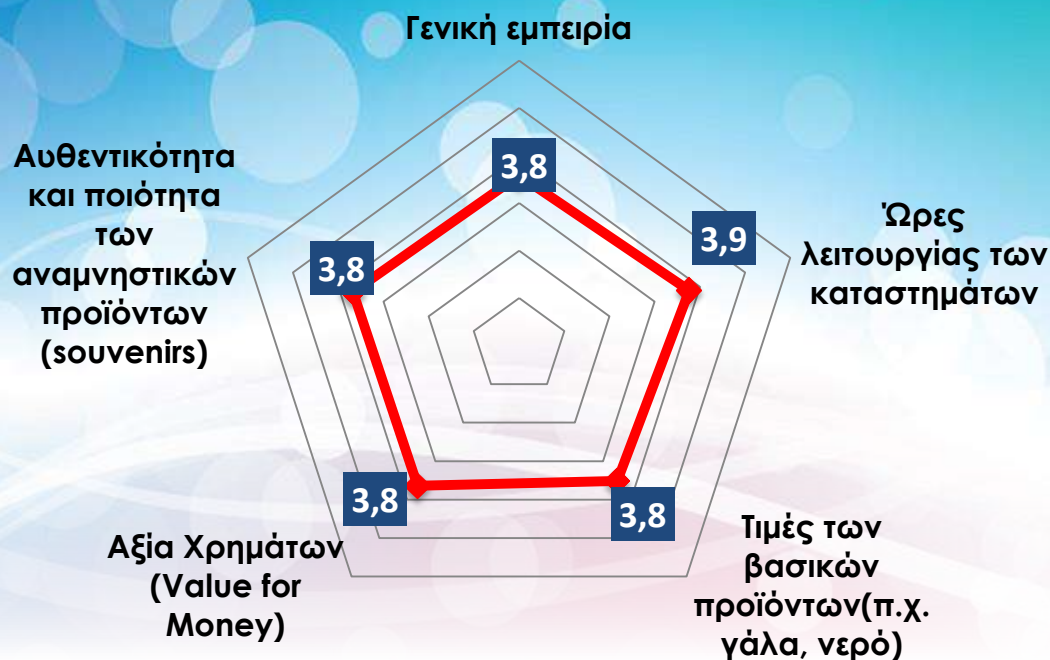 Γενική εμπειρία
3,8
Ώρες
λειτουργίας των
καταστημάτων
3,9
Τιμές των
βασικών
προϊόντων(π.χ.
γάλα, νερό)
3,8
Αξία Χρημάτων
(Value for
Money)
3,8
Αυθεντικότητα
και ποιότητα
των
αναμνηστικών
προϊόντων
(souvenirs)
3,8